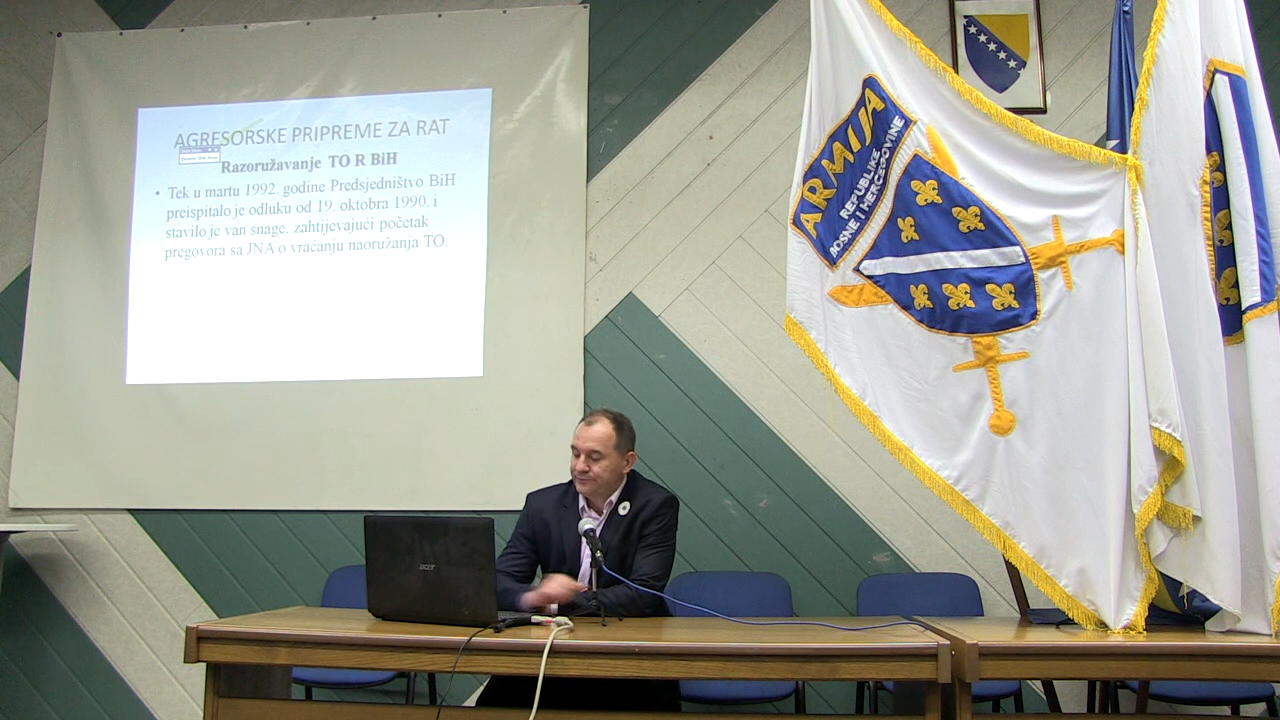 AGRESORSKE PRIPREME ZA RAT
Razoružavanje TO R BiH
• Tek u martu 1992. godine Predsjedništvo BiH
preispitalo je odluku od 19. oktobra 1990. i
stavilo je van snage, zahtijevajući početak
pregovora sa JNA o vraćanju naoružanja TO.
ARMIJA
REPUBLIKE
BOSNE I HERCEGOVINE
acer